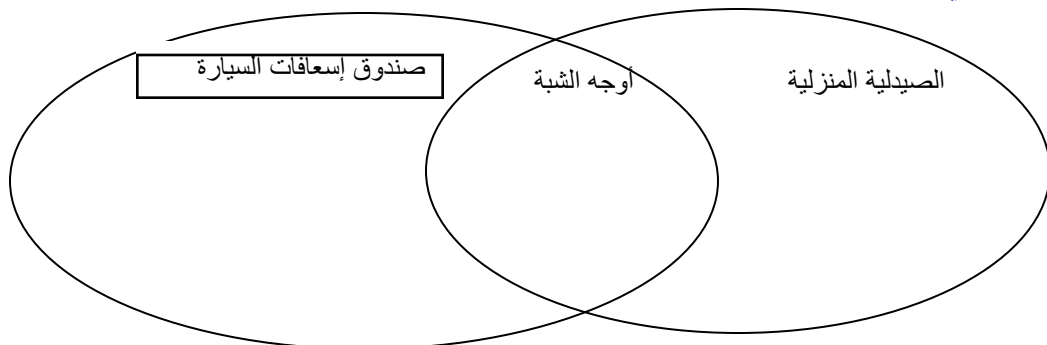 الصيدلية المنزلية
أوجه الشبة
صندوق إسعافات السيارة